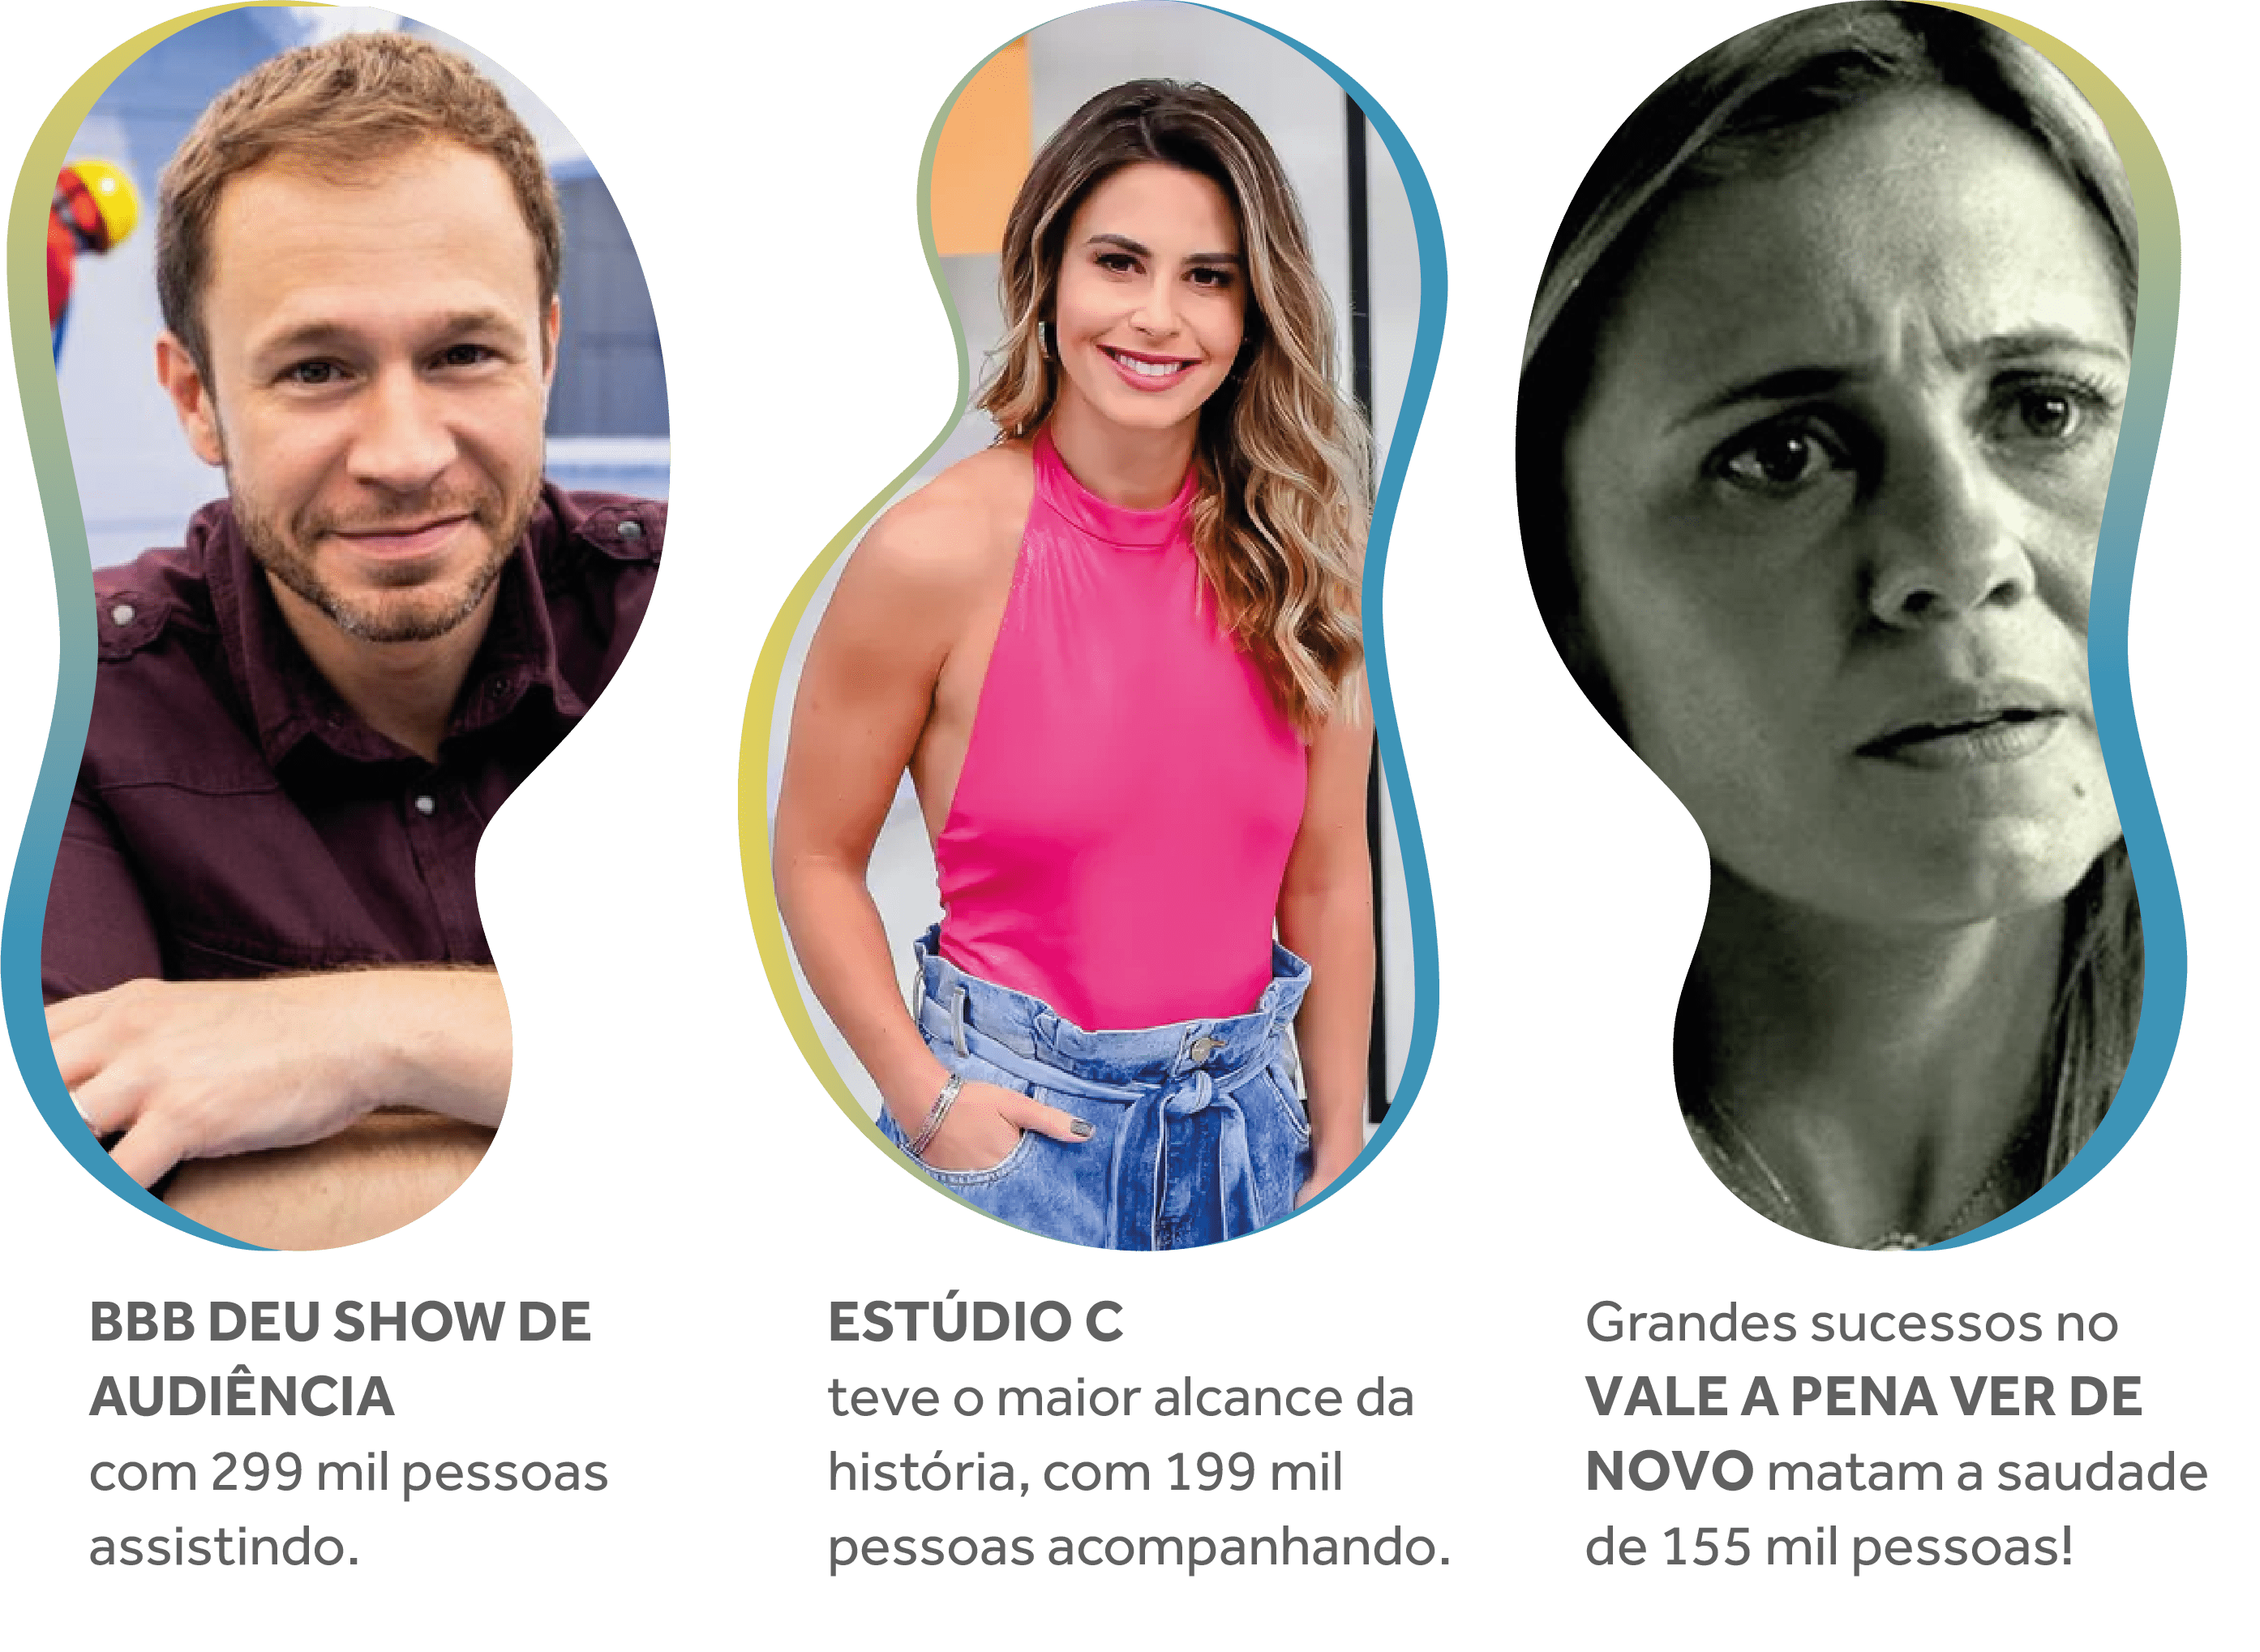 BBB DEU SHOW DE
AUDIÊNCIA
com 299 mil pessoas
assistindo.
ESTÚDIO C
teve o maior alcance da
história, com 199 mil
pessoas acompanhando.
Grandes sucessos no
VALE A PENA VER DE
NOVO matam a saudade
de 155 mil pessoas!